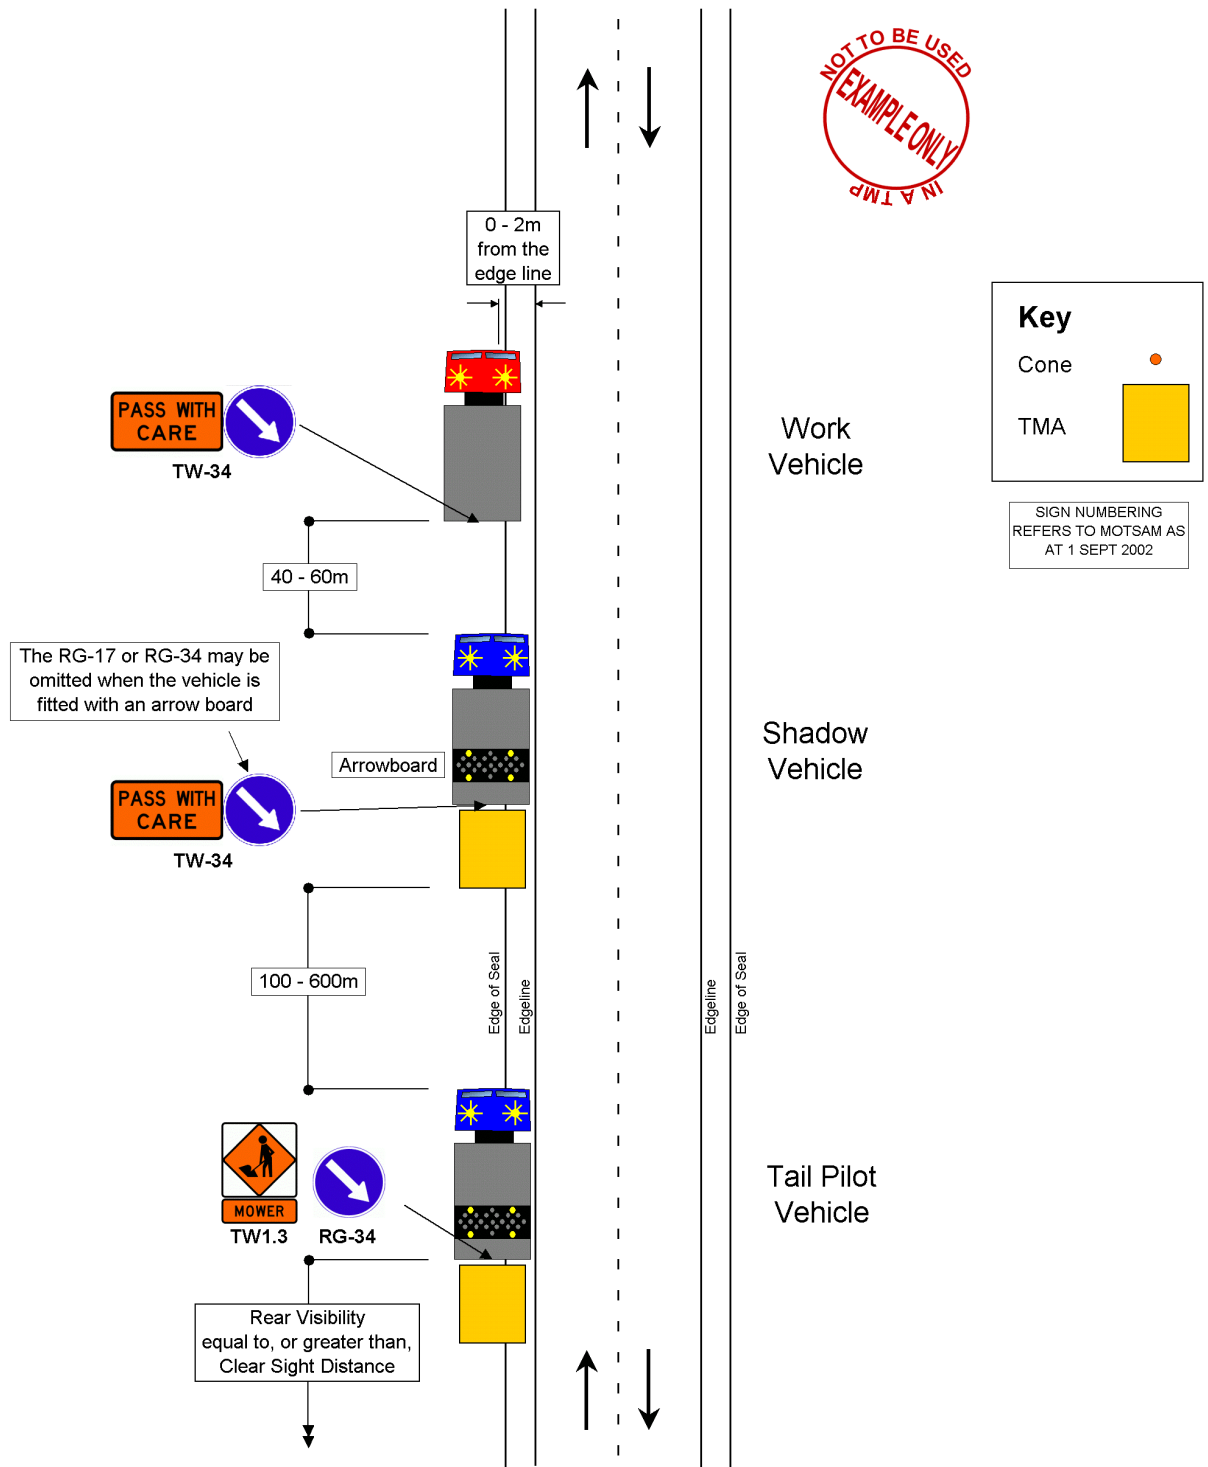 NOT TO BE USED
EXAMPLE ONLY
IN A TMP
0 - 2m
from the
edge line
Key
Cone
TMA
PASS WITH
CARE
TW-34
Work
Vehicle
SIGN NUMBERING
REFERS TO MOTSAM AS
AT 1 SEPT 2002
40 - 60m
The RG-17 or RG-34 may be
omitted when the vehicle is
fitted with an arrow board
Shadow
Vehicle
Arrowboard
PASS WITH
CARE
TW-34
100 - 600m
Edge of Seal
Edgeline
Edgeline
Edge of Seal
MOWER
TW1.3
RG-34
Tail Pilot
Vehicle
Rear Visibility
equal to, or greater than,
Clear Sight Distance